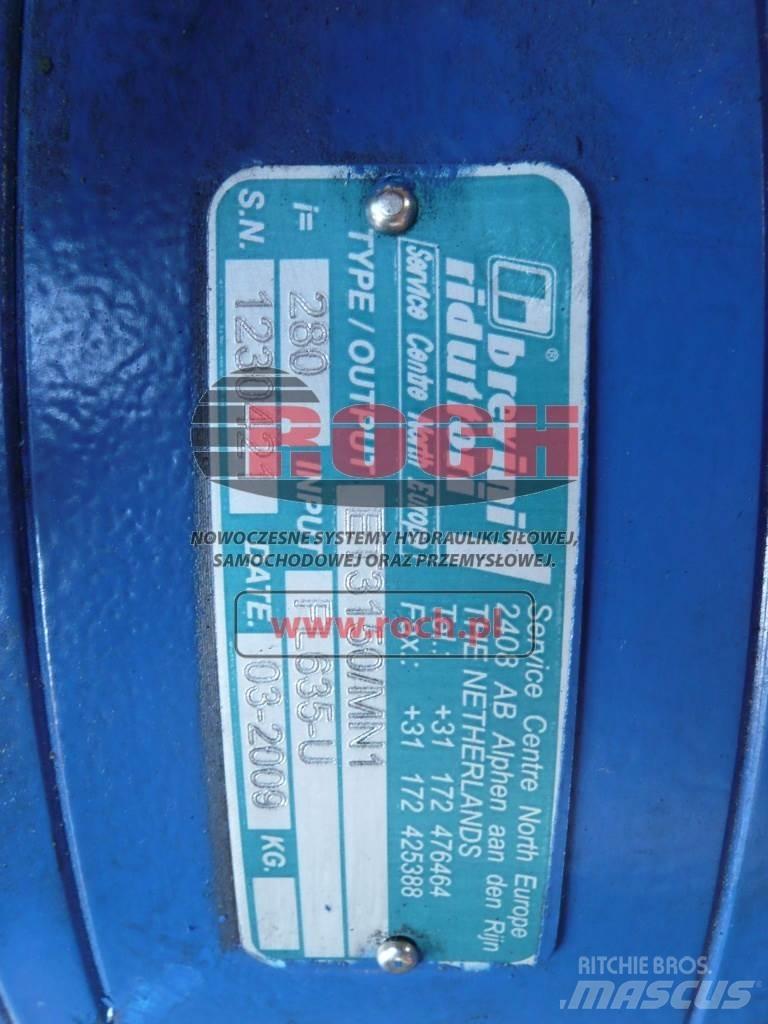 brevini®
riduttori
Service Centre North Europe
Service Centre North Europe
2408 AB Alphen aan den Rijn
THE NETHERLANDS
Tel.: +31 172 476464
Fax.: +31 172 425388
TYPE / OUTPUT ET3150/MN1
i= 280 INPUT FL635-U
S.N. DATE. 03-2009 KG.
ROCH
NOWOCZESNE SYSTEMY HYDRAULIKI SIŁOWEJ,
SAMOCHODOWEJ ORAZ PRZEMYSŁOWEJ.
www.roch.pl
RITCHIE BROS.
MASCUS